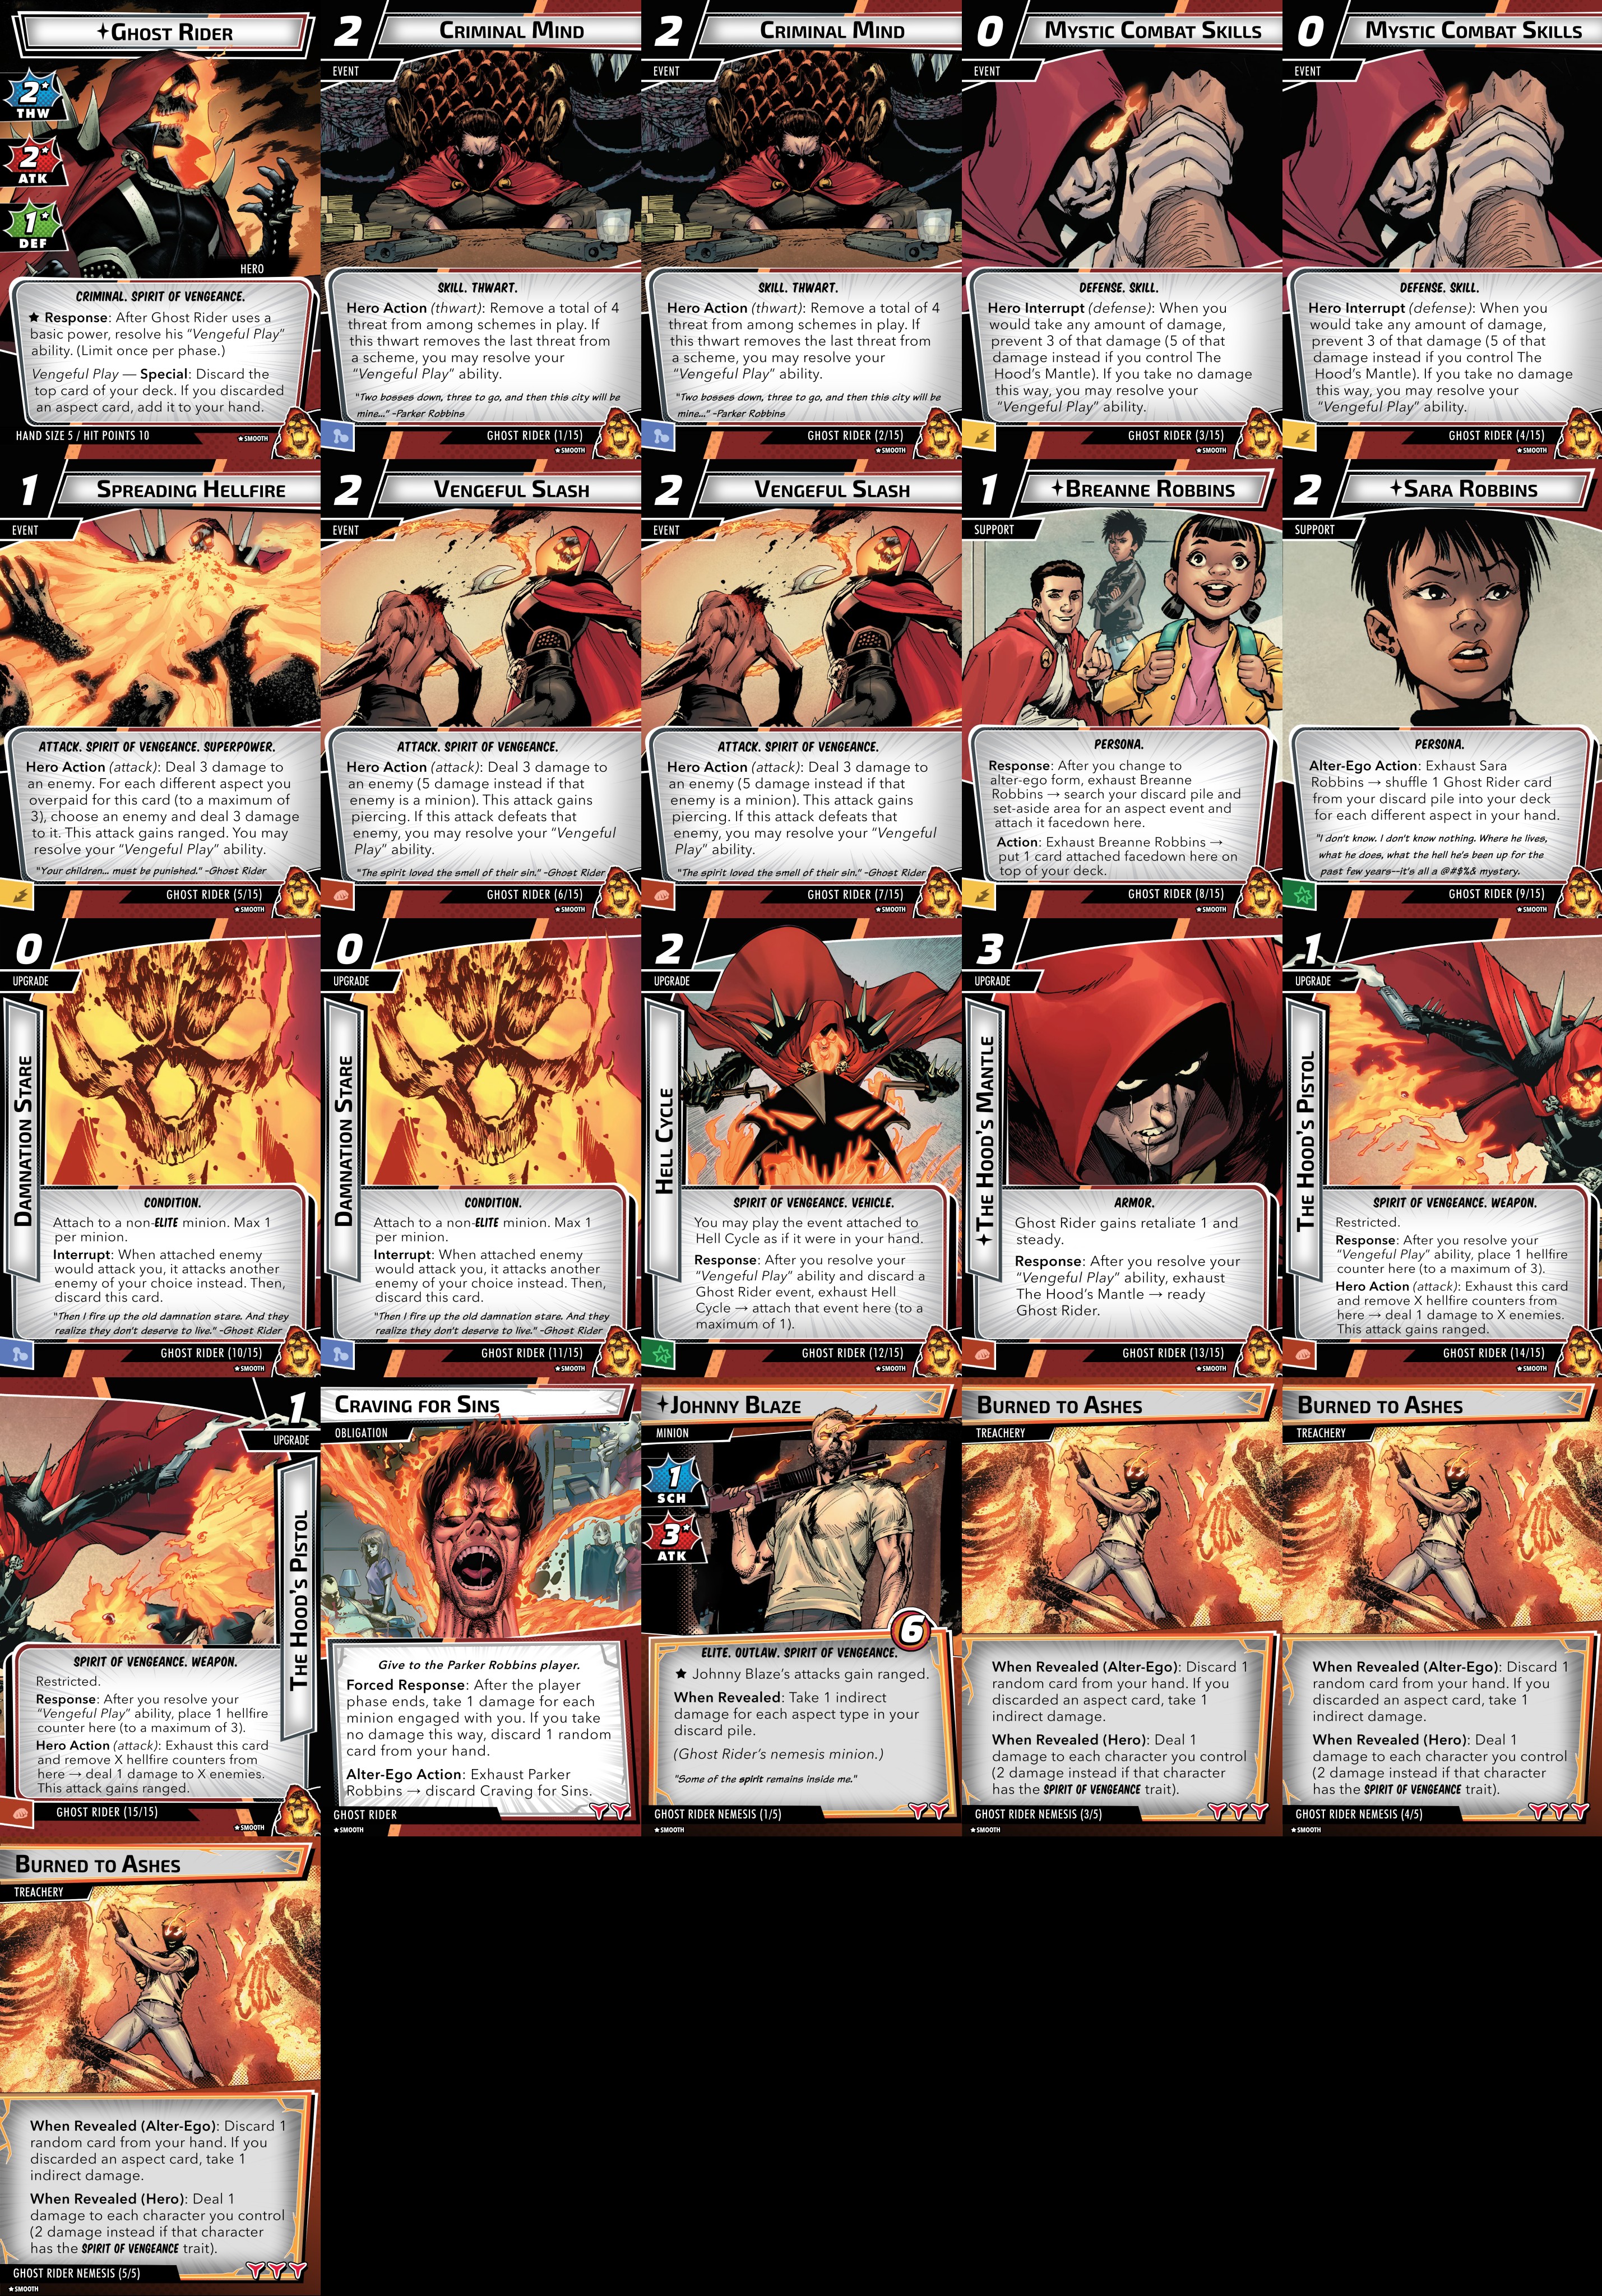 ✦GHOST RIDER
2★
THW
2★
ATK
1★
DEF
HERO
CRIMINAL. SPIRIT OF VENGEANCE.
★ Response: After Ghost Rider uses a
basic power, resolve his "Vengeful Play"
ability. (Limit once per phase.)
Vengeful Play — Special: Discard the
top card of your deck. If you discarded
an aspect card, add it to your hand.
HAND SIZE 5 / HIT POINTS 10
★SMOOTH
2
CRIMINAL MIND
EVENT
SKILL. THWART.
Hero Action (thwart): Remove a total of 4
threat from among schemes in play. If
this thwart removes the last threat from
a scheme, you may resolve your
"Vengeful Play" ability.
"Two bosses down, three to go, and then this city will be
mine..." -Parker Robbins
GHOST RIDER (1/15)
★SMOOTH
2
CRIMINAL MIND
EVENT
SKILL. THWART.
Hero Action (thwart): Remove a total of 4
threat from among schemes in play. If
this thwart removes the last threat from
a scheme, you may resolve your
"Vengeful Play" ability.
"Two bosses down, three to go, and then this city will be
mine..." -Parker Robbins
GHOST RIDER (2/15)
★SMOOTH
0
MYSTIC COMBAT SKILLS
EVENT
DEFENSE. SKILL.
Hero Interrupt (defense): When you
would take any amount of damage,
prevent 3 of that damage (5 of that
damage instead if you control The
Hood's Mantle). If you take no damage
this way, you may resolve your
"Vengeful Play" ability.
GHOST RIDER (3/15)
★SMOOTH
0
MYSTIC COMBAT SKILLS
EVENT
DEFENSE. SKILL.
Hero Interrupt (defense): When you
would take any amount of damage,
prevent 3 of that damage (5 of that
damage instead if you control The
Hood's Mantle). If you take no damage
this way, you may resolve your
"Vengeful Play" ability.
GHOST RIDER (4/15)
★SMOOTH
1
SPREADING HELLFIRE
EVENT
ATTACK. SPIRIT OF VENGEANCE. SUPERPOWER.
Hero Action (attack): Deal 3 damage to
an enemy. For each different aspect you
overpaid for this card (to a maximum of
3), choose an enemy and deal 3 damage
to it. This attack gains ranged. You may
resolve your "Vengeful Play" ability.
"Your children... must be punished." -Ghost Rider
GHOST RIDER (5/15)
★SMOOTH
2
VENGEFUL SLASH
EVENT
ATTACK. SPIRIT OF VENGEANCE.
Hero Action (attack): Deal 3 damage to
an enemy (5 damage instead if that
enemy is a minion). This attack gains
piercing. If this attack defeats that
enemy, you may resolve your "Vengeful
Play" ability.
"The spirit loved the smell of their sin." -Ghost Rider
GHOST RIDER (6/15)
★SMOOTH
2
VENGEFUL SLASH
EVENT
ATTACK. SPIRIT OF VENGEANCE.
Hero Action (attack): Deal 3 damage to
an enemy (5 damage instead if that
enemy is a minion). This attack gains
piercing. If this attack defeats that
enemy, you may resolve your "Vengeful
Play" ability.
"The spirit loved the smell of their sin." -Ghost Rider
GHOST RIDER (7/15)
★SMOOTH
1
✦BREANNE ROBBINS
SUPPORT
PERSONA.
Response: After you change to
alter-ego form, exhaust Breanne
Robbins → search your discard pile and
set-aside area for an aspect event and
attach it facedown here.
Action: Exhaust Breanne Robbins →
put 1 card attached facedown here on
top of your deck.
GHOST RIDER (8/15)
★SMOOTH
2
✦SARA ROBBINS
SUPPORT
PERSONA.
Alter-Ego Action: Exhaust Sara
Robbins → shuffle 1 Ghost Rider card
from your discard pile into your deck
for each different aspect in your hand.
"I don't know. I don't know nothing. Where he lives,
what he does, what the hell he's been up for the
past few years--it's all a @#$%& mystery.
GHOST RIDER (9/15)
★SMOOTH
0
UPGRADE
DAMNATION STARE
CONDITION.
Attach to a non-ELITE minion. Max 1
per minion.
Interrupt: When attached enemy
would attack you, it attacks another
enemy of your choice instead. Then,
discard this card.
"Then I fire up the old damnation stare. And they
realize they don't deserve to live." -Ghost Rider
GHOST RIDER (10/15)
★SMOOTH
0
UPGRADE
DAMNATION STARE
CONDITION.
Attach to a non-ELITE minion. Max 1
per minion.
Interrupt: When attached enemy
would attack you, it attacks another
enemy of your choice instead. Then,
discard this card.
"Then I fire up the old damnation stare. And they
realize they don't deserve to live." -Ghost Rider
GHOST RIDER (11/15)
★SMOOTH
2
UPGRADE
HELL CYCLE
SPIRIT OF VENGEANCE. VEHICLE.
You may play the event attached to
Hell Cycle as if it were in your hand.
Response: After you resolve your
"Vengeful Play" ability and discard a
Ghost Rider event, exhaust Hell
Cycle → attach that event here (to a
maximum of 1).
GHOST RIDER (12/15)
★SMOOTH
3
UPGRADE
✦THE HOOD'S MANTLE
ARMOR.
Ghost Rider gains retaliate 1 and
steady.
Response: After you resolve your
"Vengeful Play" ability, exhaust
The Hood's Mantle → ready
Ghost Rider.
GHOST RIDER (13/15)
★SMOOTH
1
UPGRADE
THE HOOD'S PISTOL
SPIRIT OF VENGEANCE. WEAPON.
Restricted.
Response: After you resolve your
"Vengeful Play" ability, place 1 hellfire
counter here (to a maximum of 3).
Hero Action (attack): Exhaust this card
and remove X hellfire counters from
here → deal 1 damage to X enemies.
This attack gains ranged.
GHOST RIDER (14/15)
★SMOOTH
1
UPGRADE
THE HOOD'S PISTOL
SPIRIT OF VENGEANCE. WEAPON.
Restricted.
Response: After you resolve your
"Vengeful Play" ability, place 1 hellfire
counter here (to a maximum of 3).
Hero Action (attack): Exhaust this card
and remove X hellfire counters from
here → deal 1 damage to X enemies.
This attack gains ranged.
GHOST RIDER (15/15)
★SMOOTH
CRAVING FOR SINS
OBLIGATION
Give to the Parker Robbins player.
Forced Response: After the player
phase ends, take 1 damage for each
minion engaged with you. If you take
no damage this way, discard 1 random
card from your hand.
Alter-Ego Action: Exhaust Parker
Robbins → discard Craving for Sins.
GHOST RIDER
★SMOOTH
✦JOHNNY BLAZE
MINION
1
SCH
3★
ATK
6
ELITE. OUTLAW. SPIRIT OF VENGEANCE.
★ Johnny Blaze's attacks gain ranged.
When Revealed: Take 1 indirect
damage for each aspect type in your
discard pile.
(Ghost Rider's nemesis minion.)
"Some of the spirit remains inside me."
GHOST RIDER NEMESIS (1/5)
★SMOOTH
BURNED TO ASHES
TREACHERY
When Revealed (Alter-Ego): Discard 1
random card from your hand. If you
discarded an aspect card, take 1
indirect damage.
When Revealed (Hero): Deal 1
damage to each character you control
(2 damage instead if that character
has the SPIRIT OF VENGEANCE trait).
GHOST RIDER NEMESIS (3/5)
★SMOOTH
BURNED TO ASHES
TREACHERY
When Revealed (Alter-Ego): Discard 1
random card from your hand. If you
discarded an aspect card, take 1
indirect damage.
When Revealed (Hero): Deal 1
damage to each character you control
(2 damage instead if that character
has the SPIRIT OF VENGEANCE trait).
GHOST RIDER NEMESIS (4/5)
★SMOOTH
BURNED TO ASHES
TREACHERY
When Revealed (Alter-Ego): Discard 1
random card from your hand. If you
discarded an aspect card, take 1
indirect damage.
When Revealed (Hero): Deal 1
damage to each character you control
(2 damage instead if that character
has the SPIRIT OF VENGEANCE trait).
GHOST RIDER NEMESIS (5/5)
★SMOOTH